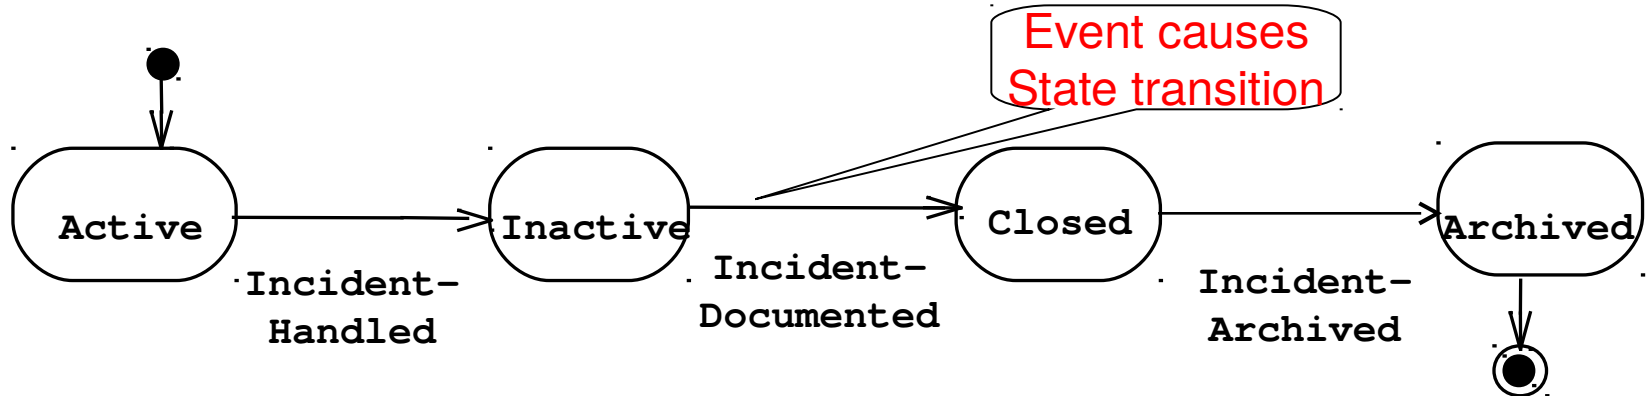 Event causes
State transition
Active
Inactive
Closed
Archived
Incident-
Handled
Incident-
Documented
Incident-
Archived